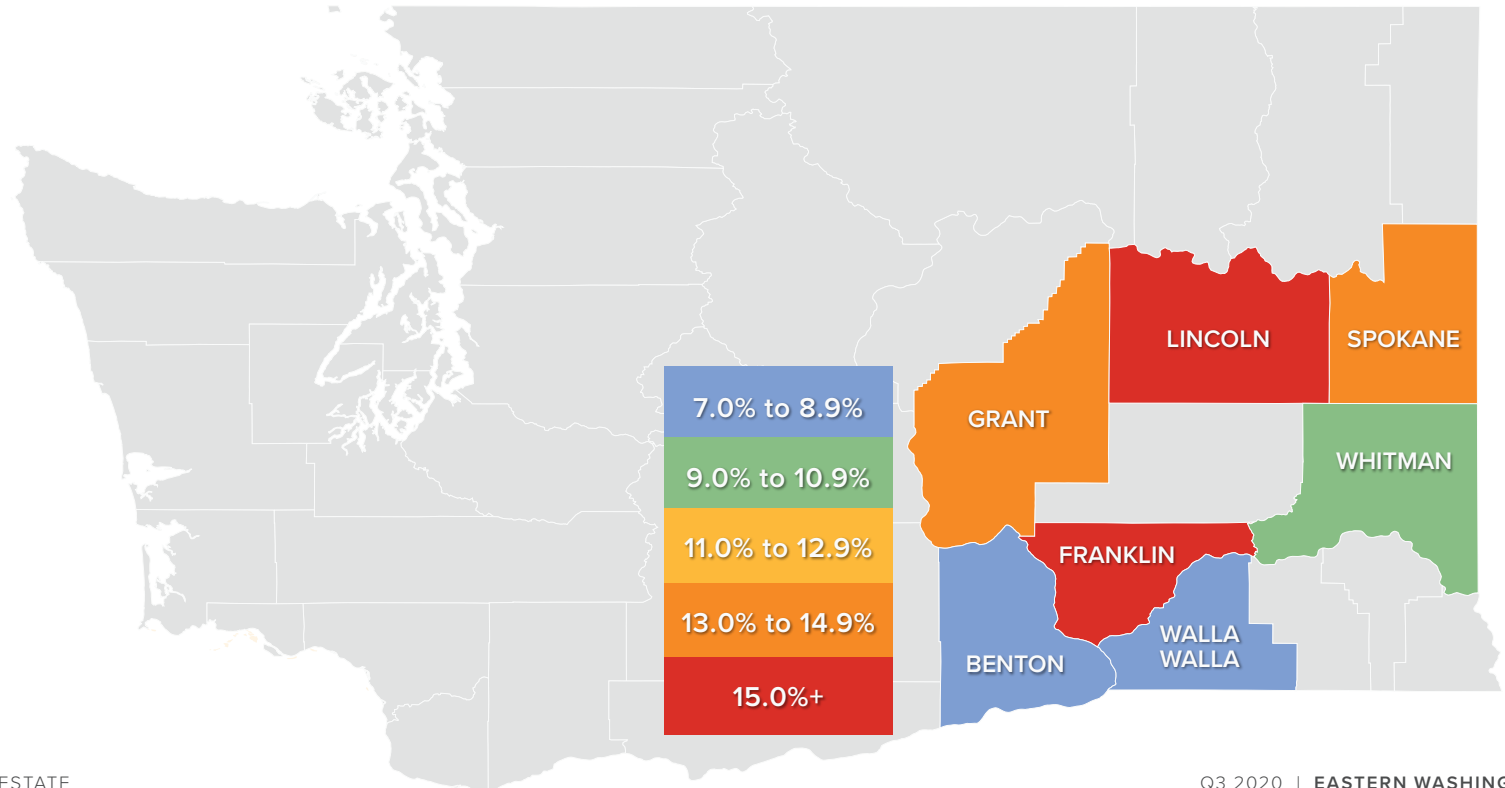 LINCOLN
SPOKANE
GRANT
WHITMAN
FRANKLIN
WALLA
WALLA
BENTON
7.0% to 8.9%
9.0% to 10.9%
11.0% to 12.9%
13.0% to 14.9%
15.0%+
ESTATE
Q3 2020 | EASTERN WASHING